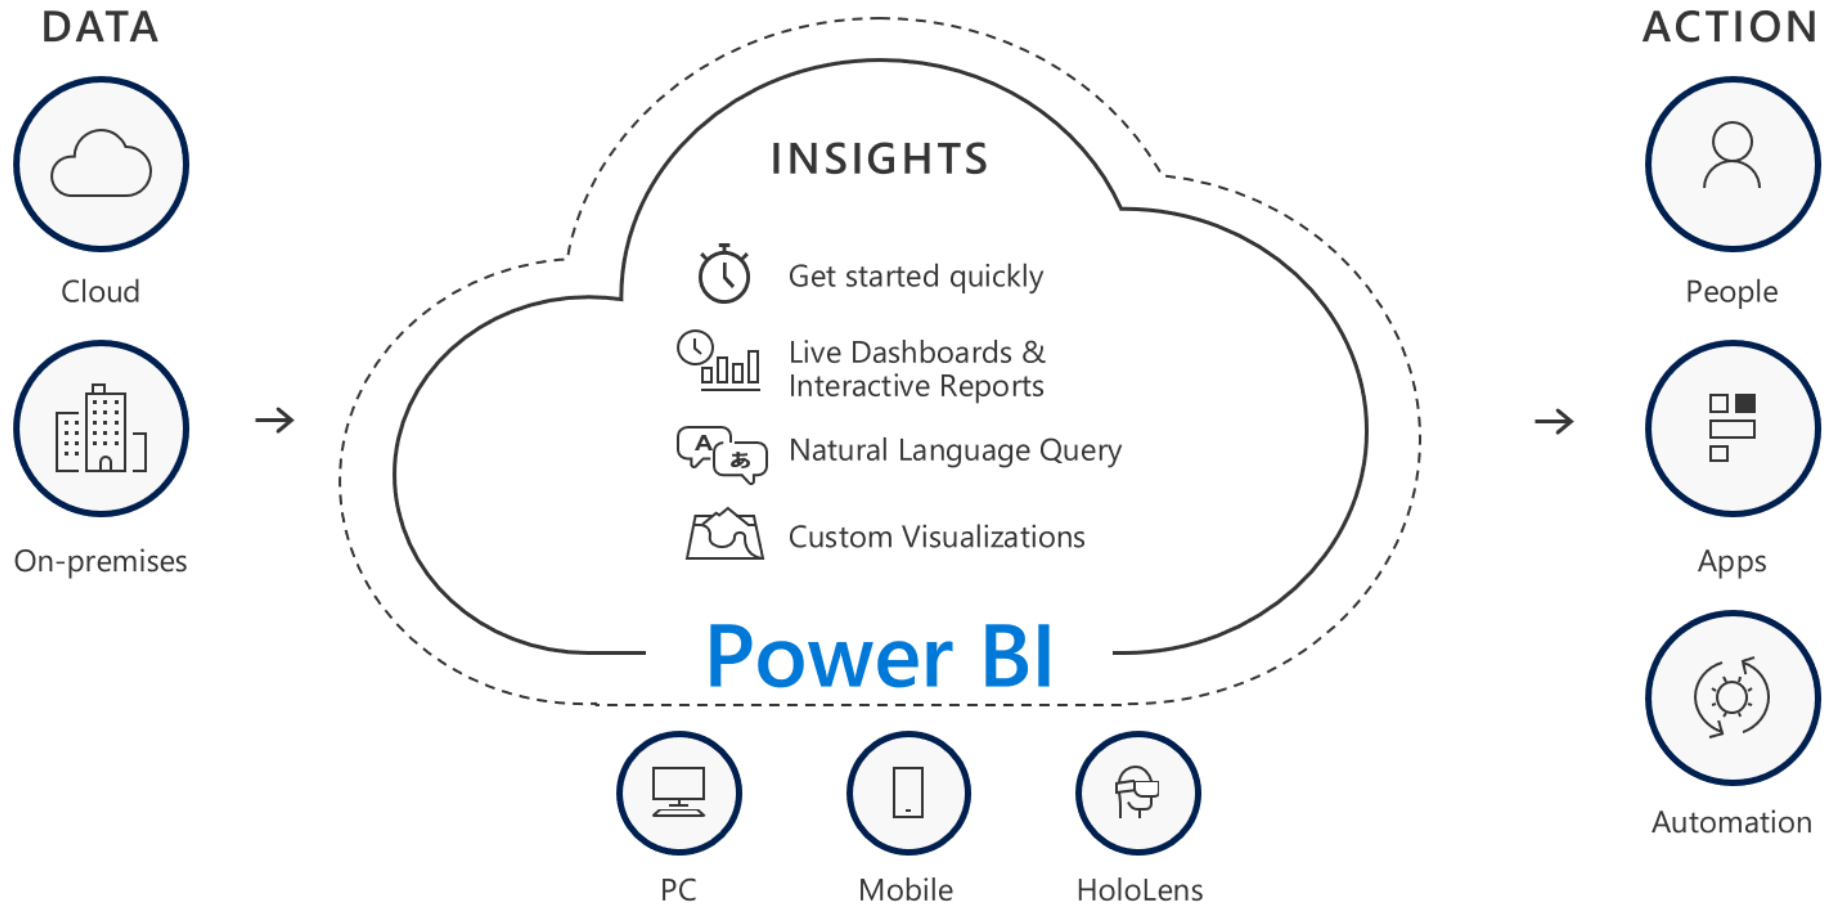 DATA
Cloud
On-premises
INSIGHTS
Get started quickly
Live Dashboards &
Interactive Reports
A
あ
Natural Language Query
Custom Visualizations
Power BI
PC
Mobile
HoloLens
ACTION
People
Apps
Automation